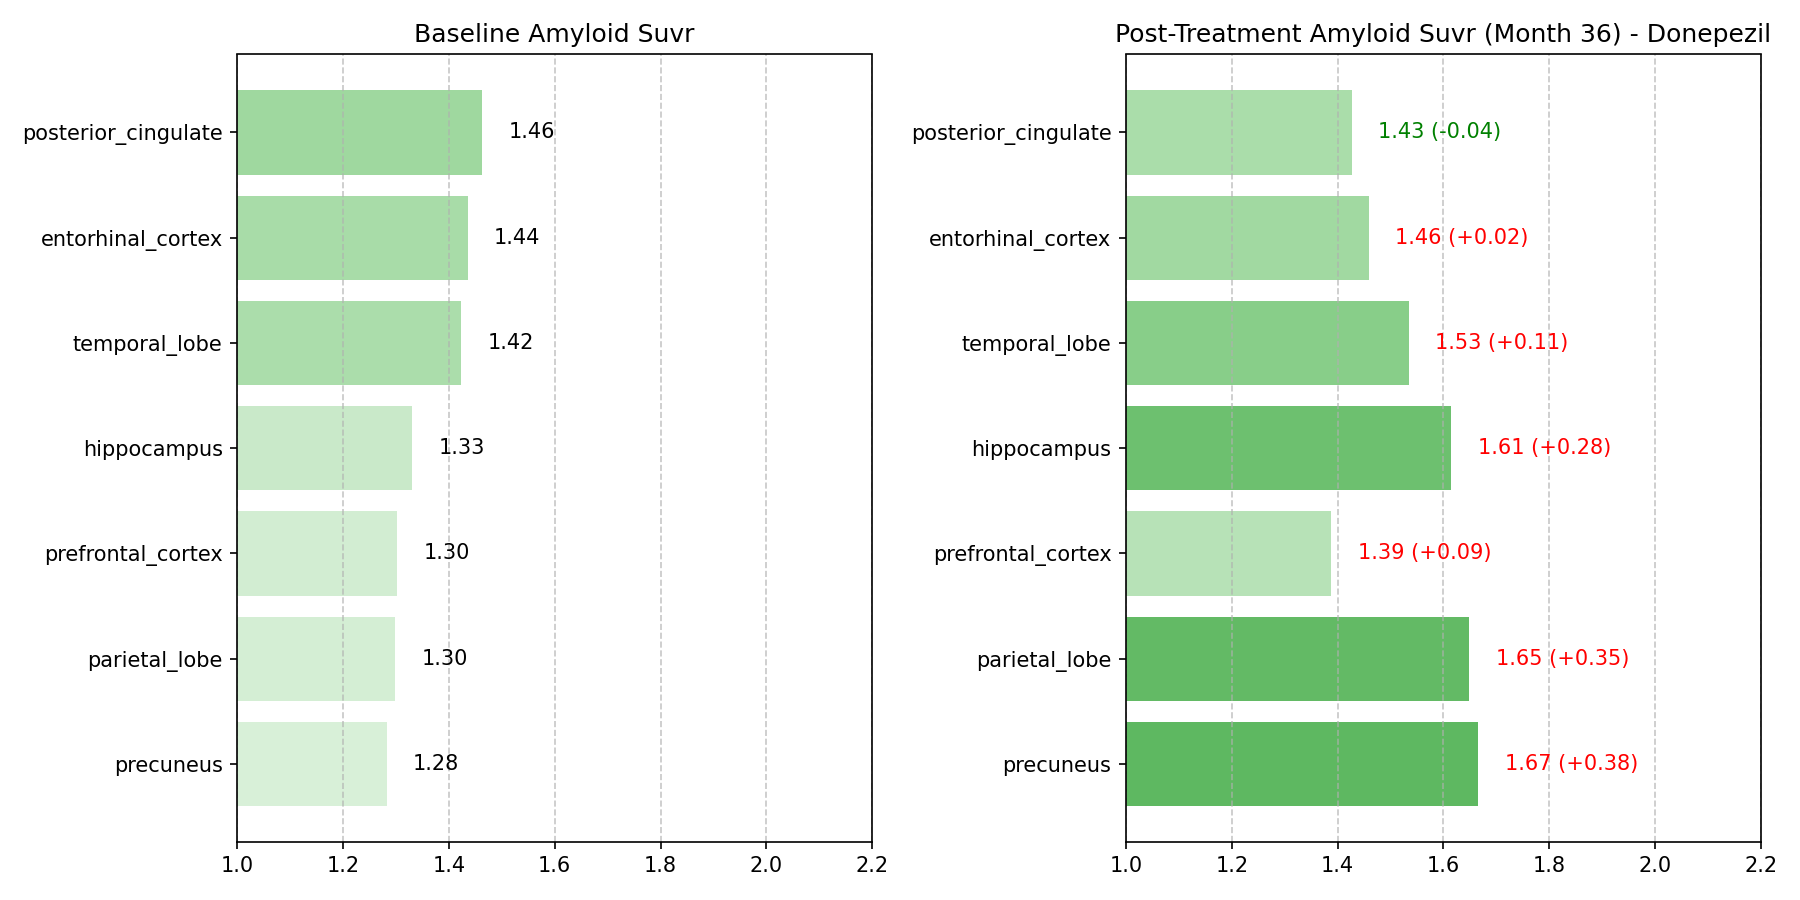 Baseline Amyloid Suvr
posterior_cingulate
1.46
entorhinal_cortex
1.44
temporal_lobe
1.42
hippocampus
1.33
prefrontal_cortex
1.30
parietal_lobe
1.30
precuneus
1.28
1.0 1.2 1.4 1.6 1.8 2.0 2.2
Post-Treatment Amyloid Suvr (Month 36) - Donepezil
posterior_cingulate
1.43 (-0.04)
entorhinal_cortex
1.46 (+0.02)
temporal_lobe
1.53 (+0.11)
hippocampus
1.61 (+0.28)
prefrontal_cortex
1.39 (+0.09)
parietal_lobe
1.65 (+0.35)
precuneus
1.67 (+0.38)
1.0 1.2 1.4 1.6 1.8 2.0 2.2